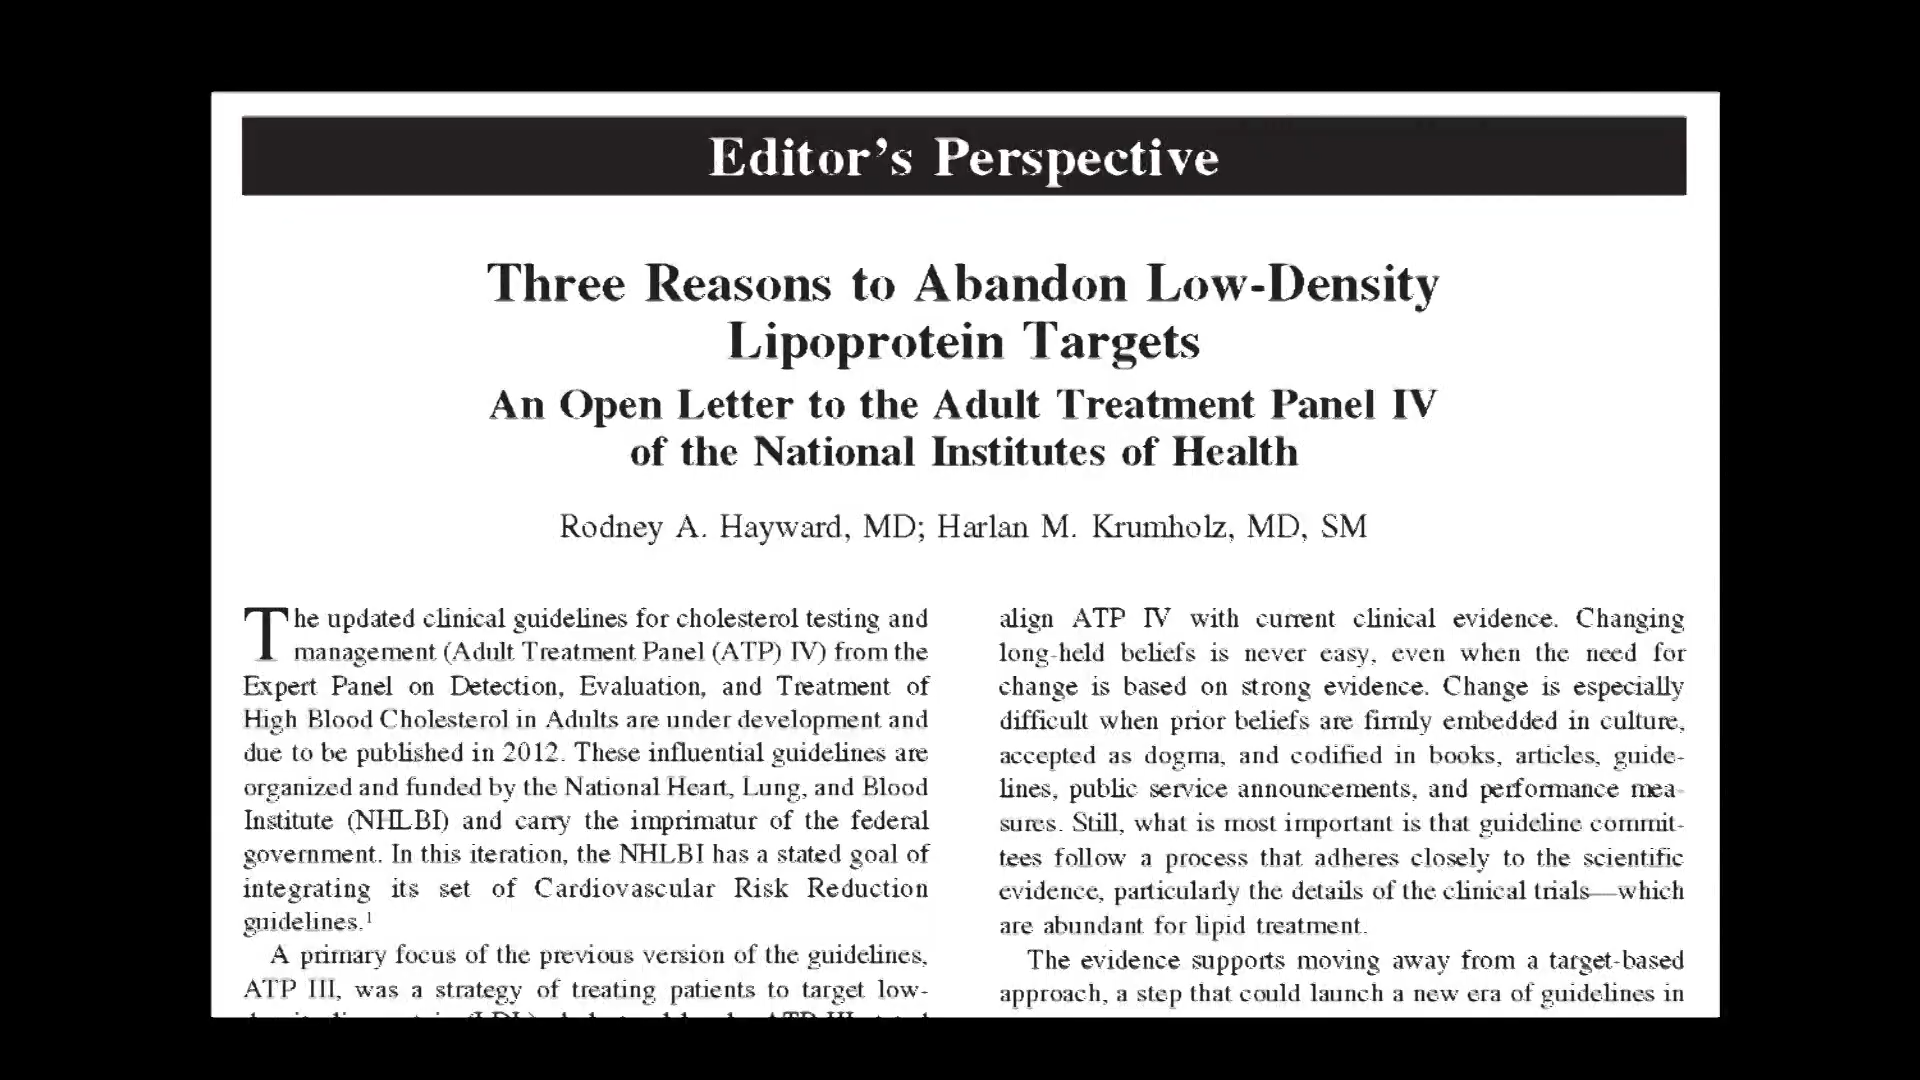 Editor's Perspective
Three Reasons to Abandon Low-Density
Lipoprotein Targets
An Open Letter to the Adult Treatment Panel IV
of the National Institutes of Health
Rodney A. Hayward, MD; Harlan M. Krumholz, MD, SM
The updated clinical guidelines for cholesterol testing and
management (Adult Treatment Panel (ATP) IV) from the
Expert Panel on Detection, Evaluation, and Treatment of
High Blood Cholesterol in Adults are under development and
due to be published in 2012. These influential guidelines are
organized and funded by the National Heart, Lung, and Blood
Institute (NHLBI) and carry the imprimatur of the federal
government. In this iteration, the NHLBI has a stated goal of
integrating its set of Cardiovascular Risk Reduction
guidelines.¹
A primary focus of the previous version of the guidelines,
ATP III, was a strategy of treating patients to target low-
align ATP IV with current clinical evidence. Changing
long-held beliefs is never easy, even when the need for
change is based on strong evidence. Change is especially
difficult when prior beliefs are firmly embedded in culture,
accepted as dogma, and codified in books, articles, guide-
lines, public service announcements, and performance mea-
sures. Still, what is most important is that guideline commit-
tees follow a process that adheres closely to the scientific
evidence, particularly the details of the clinical trials—which
are abundant for lipid treatment.
The evidence supports moving away from a target-based
approach, a step that could launch a new era of guidelines in